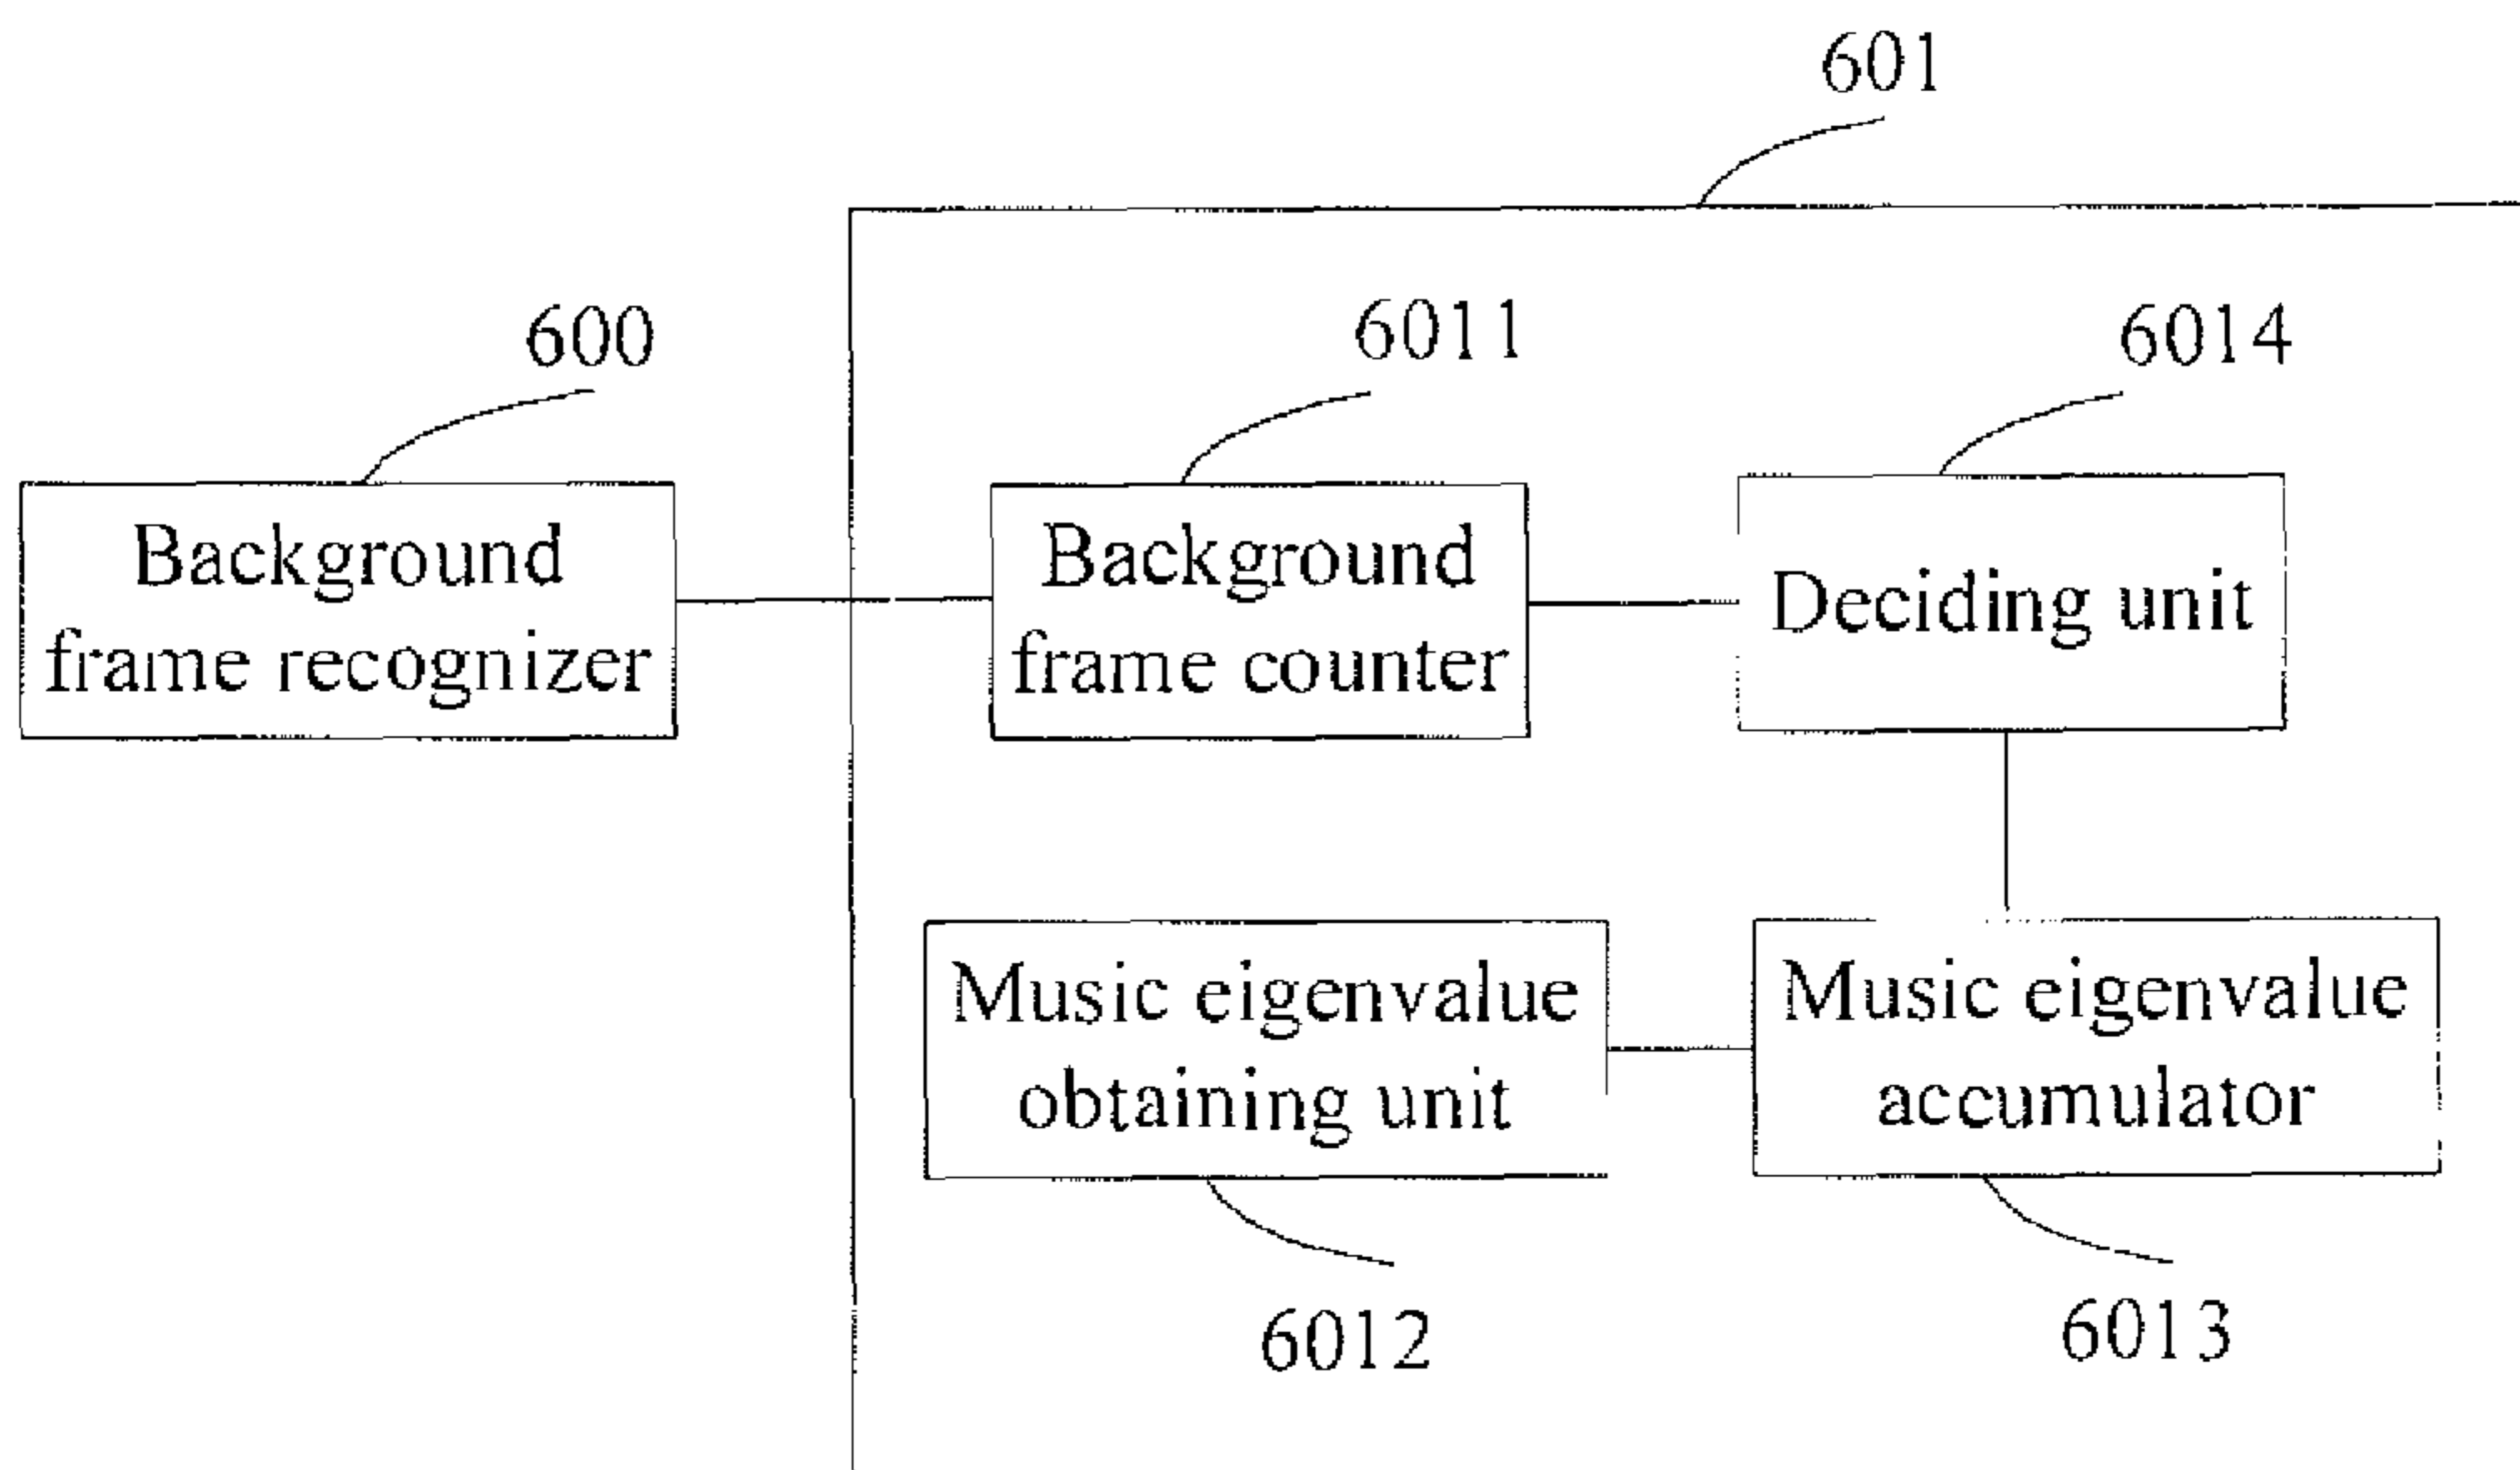 601
600
6011
6014
Background
frame recognizer
Background
frame counter
Deciding unit
Music eigenvalue
obtaining unit
Music eigenvalue
accumulator
6012
6013